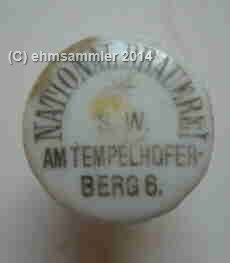 (C) ehmsammler 2014
NATIONAL-BRAUEREI
S.W.
AM TEMPELHOFER-
BERG 6.